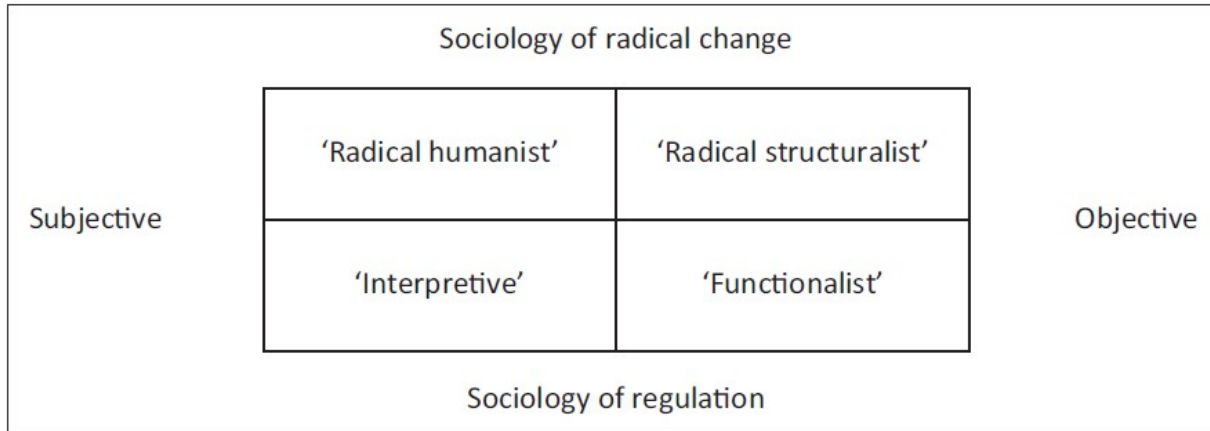 Sociology of radical change
‘Radical humanist’ ‘Radical structuralist’
Subjective Objective
‘Interpretive’ ‘Functionalist’
Sociology of regulation